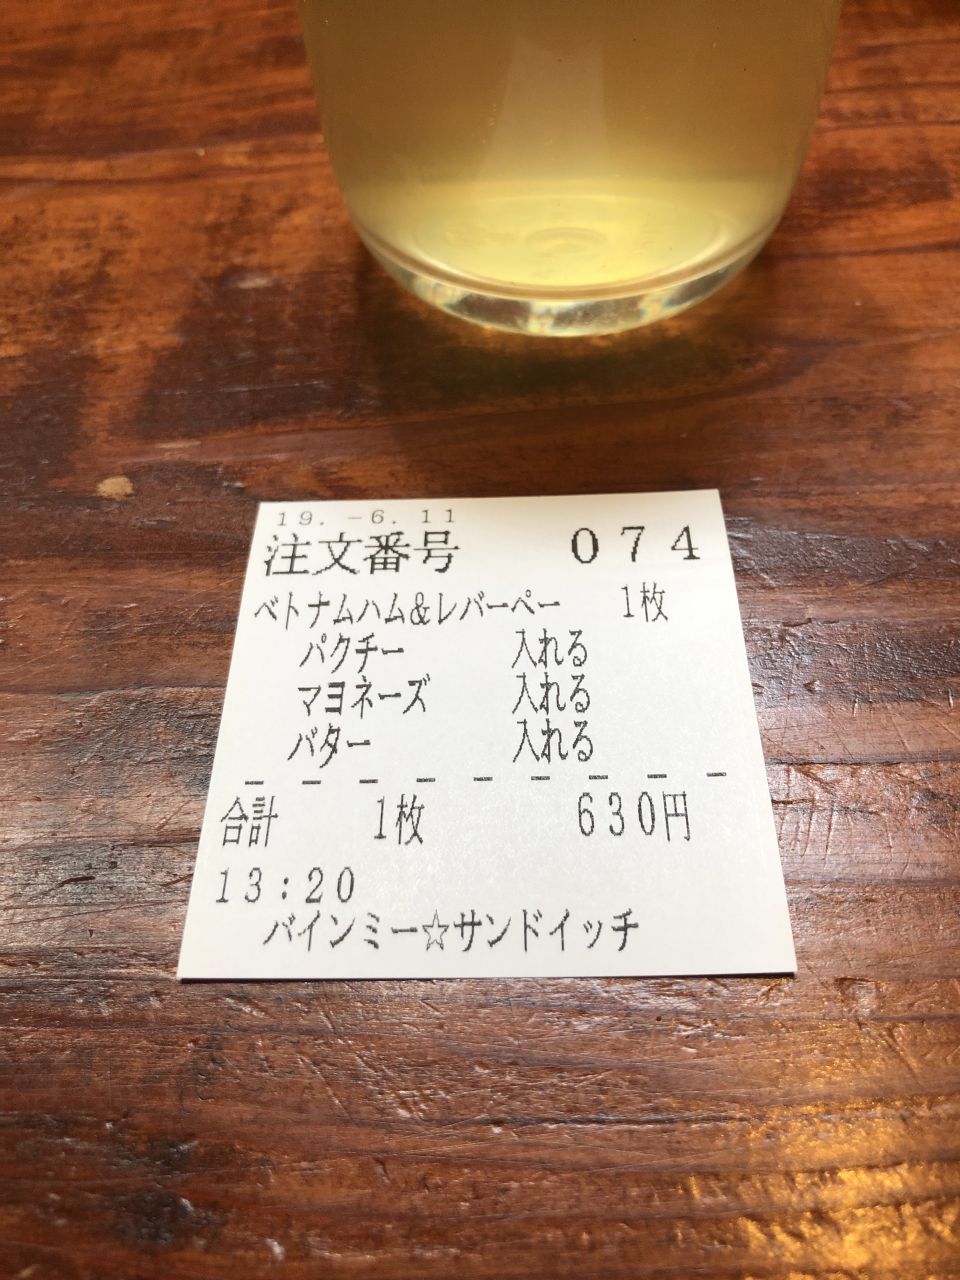 19.-6.11
注文番号 074
ベトナムハム&レバーペー 1枚
パクチー 入れる
マヨネーズ 入れる
バター 入れる
合計 1枚 630円
13:20
バインミー☆サンドイッチ